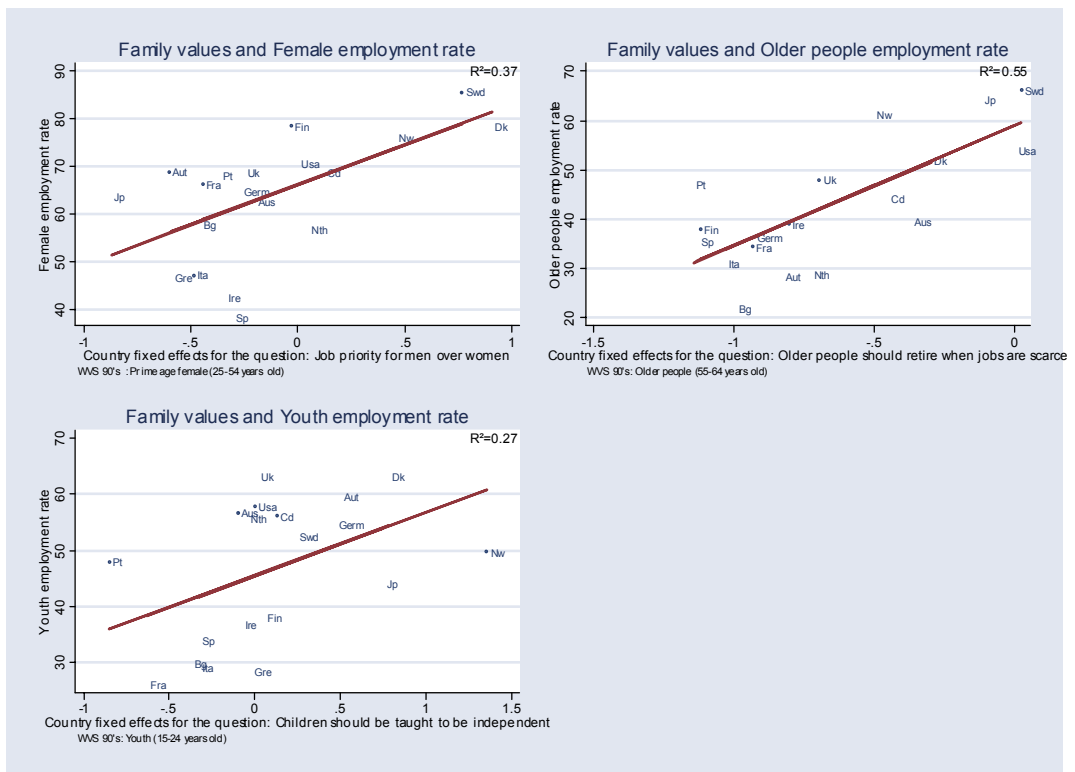 Family values and Female employment rate
R²=0.37
Female employment rate
90
80
70
60
50
40
Swd
Dk
Fin
Nw
Usa
Cd
Aut
Pt
Uk
Fra
Germ
Jp
Aus
Bg
Nth
Gre
Ita
Ire
Sp
-1
-.5
0
0.5
1
Country fixed effects for the question: Job priority for men over women
WVS 90's : Prime age female (25-54 years old)
Family values and Older people employment rate
R²=0.55
Older people employment rate
70
60
50
40
30
20
Swd
Jp
Nw
Usa
Dk
Uk
Pt
Cd
Aus
Ire
Fin
Germ
Sp
Fra
Ita
Aut
Nth
Bg
-1.5
-1
-0.5
0
Country fixed effects for the question: Older people should retire when jobs are scarce
WVS 90's: Older people (55-64 years old)
Family values and Youth employment rate
R²=0.27
Youth employment rate
70
60
50
40
30
Uk
Dk
Aut
Usa
Aus
Nth
Cd
Germ
Swd
Nw
Pt
Jp
Fin
Ire
Sp
Bg
Ita
Gre
Fra
-1
-.5
0
.5
1
1.5
Country fixed effects for the question: Children should be taught to be independent
WVS 90's: Youth (15-24 years old)